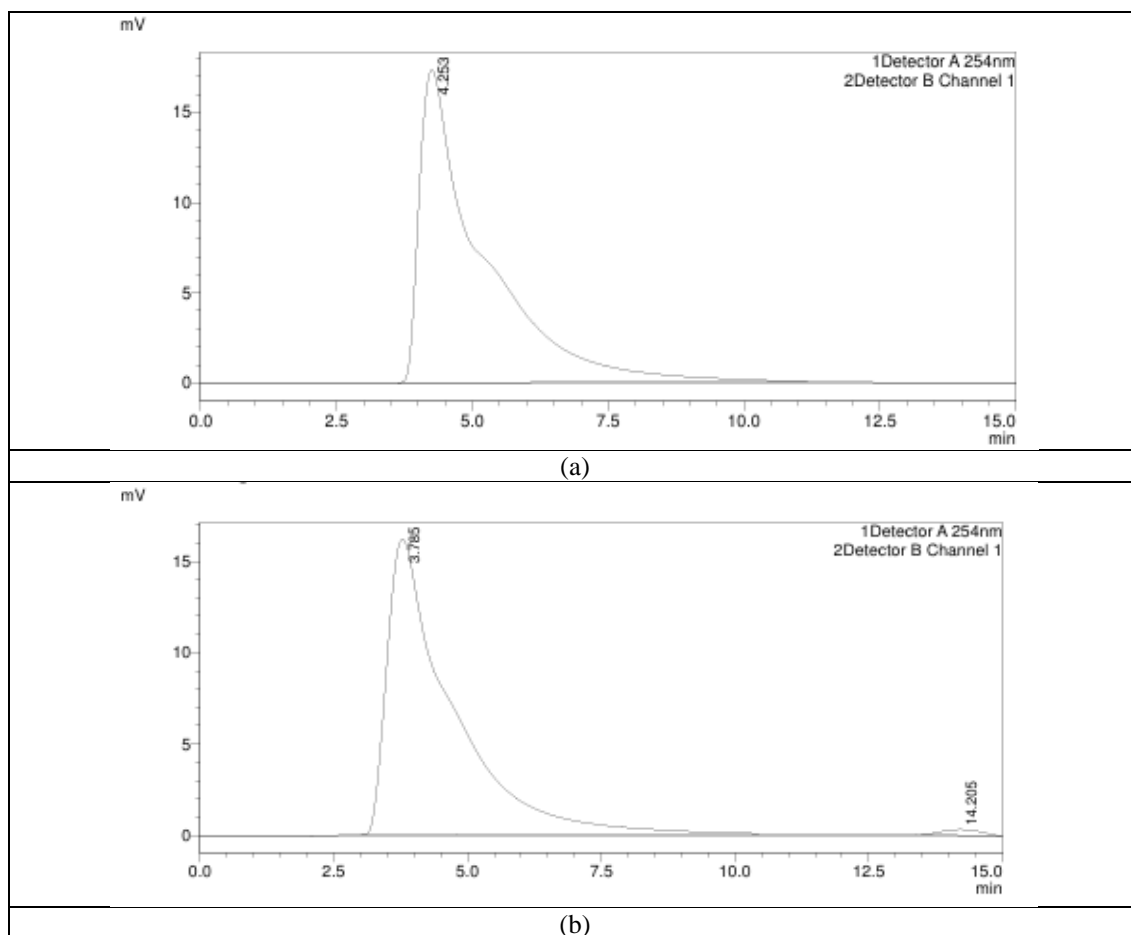 mV
1Detector A 254nm
2Detector B Channel 1
4.253
15
10
5
0
0.0 2.5 5.0 7.5 10.0 12.5 15.0
min
(a)
mV
1Detector A 254nm
2Detector B Channel 1
3.785
15
10
5
14.205
0
0.0 2.5 5.0 7.5 10.0 12.5 15.0
min
(b)